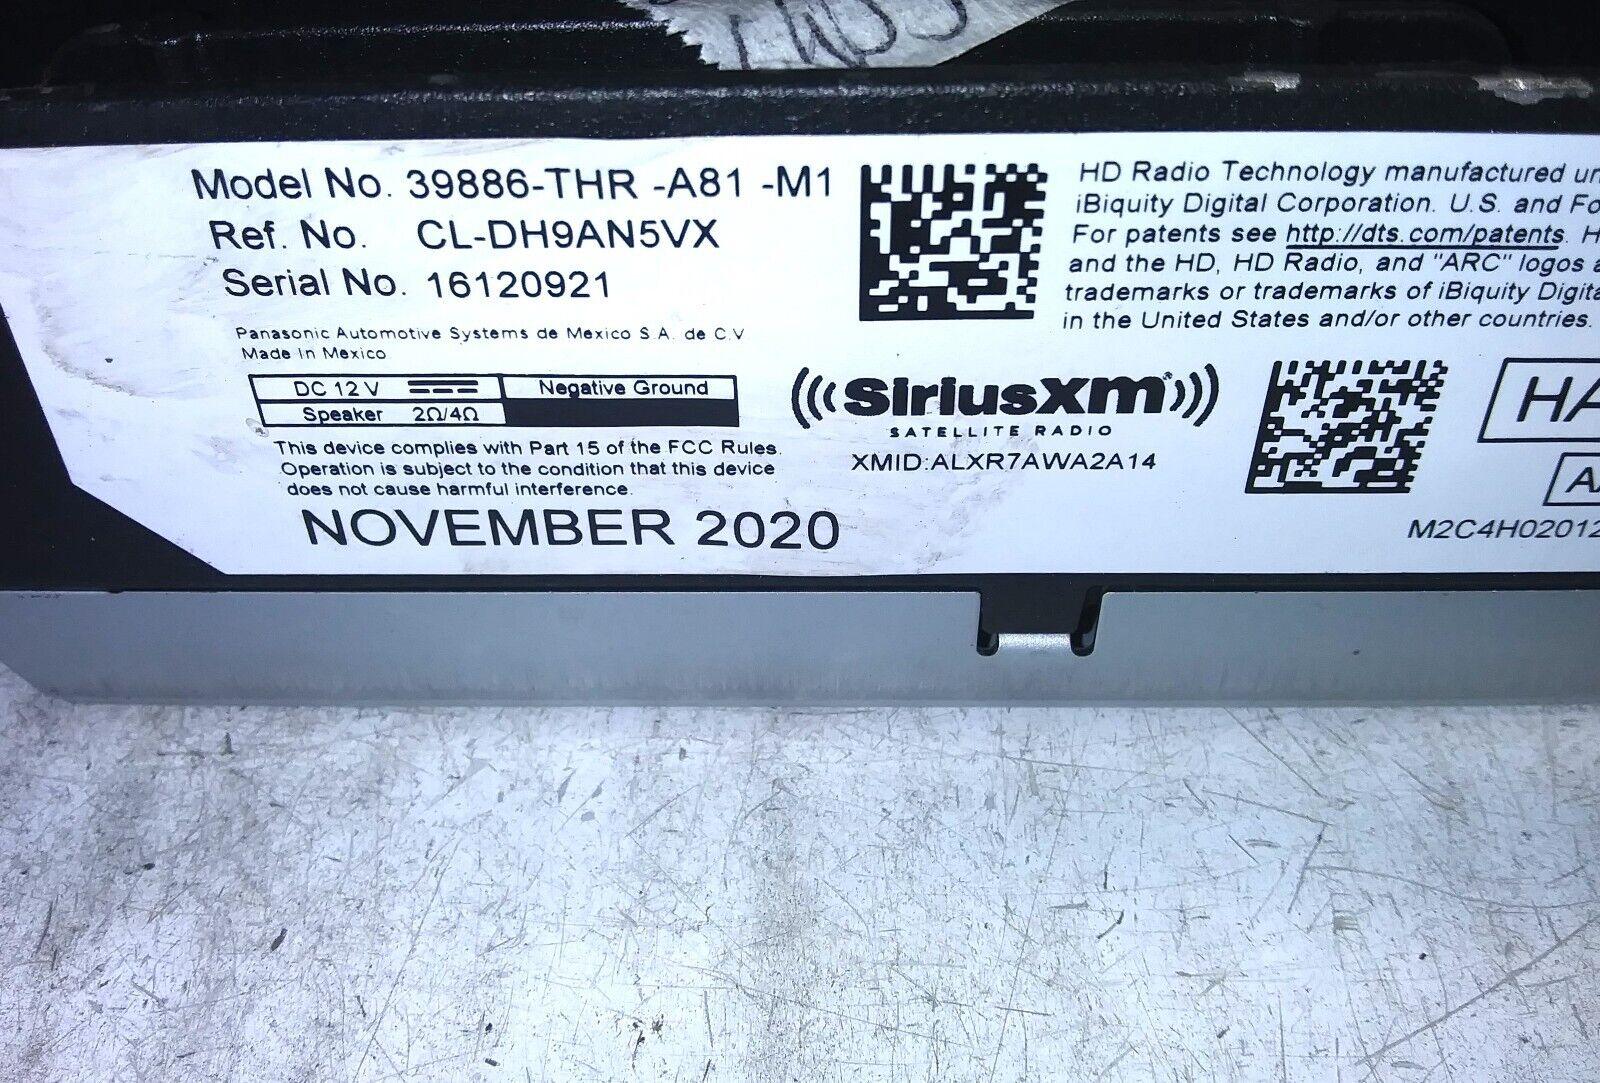 Model No. 39886-THR -A81 -M1
Ref. No. CL-DH9AN5VX
Serial No. 16120921
Panasonic Automotive Systems de Mexico S.A. de C.V
Made In Mexico
DC 12 V
Negative Ground
Speaker 2Ω/4Ω
This device complies with Part 15 of the FCC Rules.
Operation is subject to the condition that this device
does not cause harmful interference.
NOVEMBER 2020
HD Radio Technology manufactured
iBiquity Digital Corporation. U.S. and
For patents see http://dts.com/patents.
and the HD, HD Radio, and "ARC" logos
trademarks or trademarks of iBiquity
in the United States and/or other countries.
SiriusXM
SATELLITE RADIO
XMID:ALXR7AWA2A14
HA
M2C4H02012